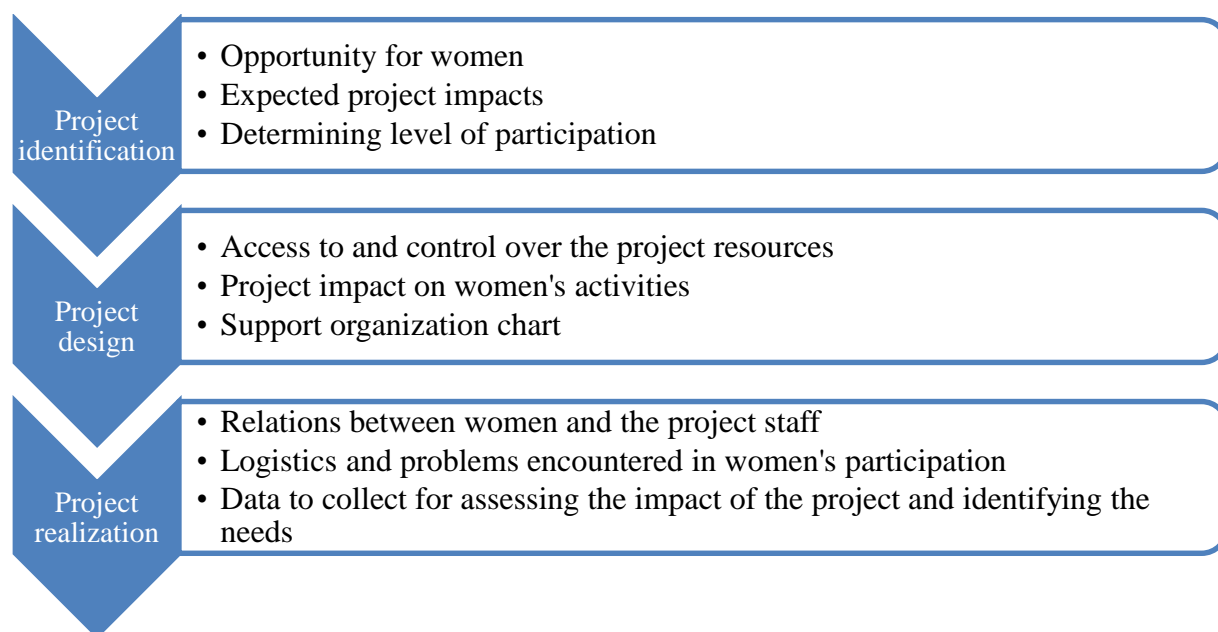 Project
identification
• Opportunity for women
• Expected project impacts
• Determining level of participation
Project
design
• Access to and control over the project resources
• Project impact on women's activities
• Support organization chart
Project
realization
• Relations between women and the project staff
• Logistics and problems encountered in women's participation
• Data to collect for assessing the impact of the project and identifying the
needs